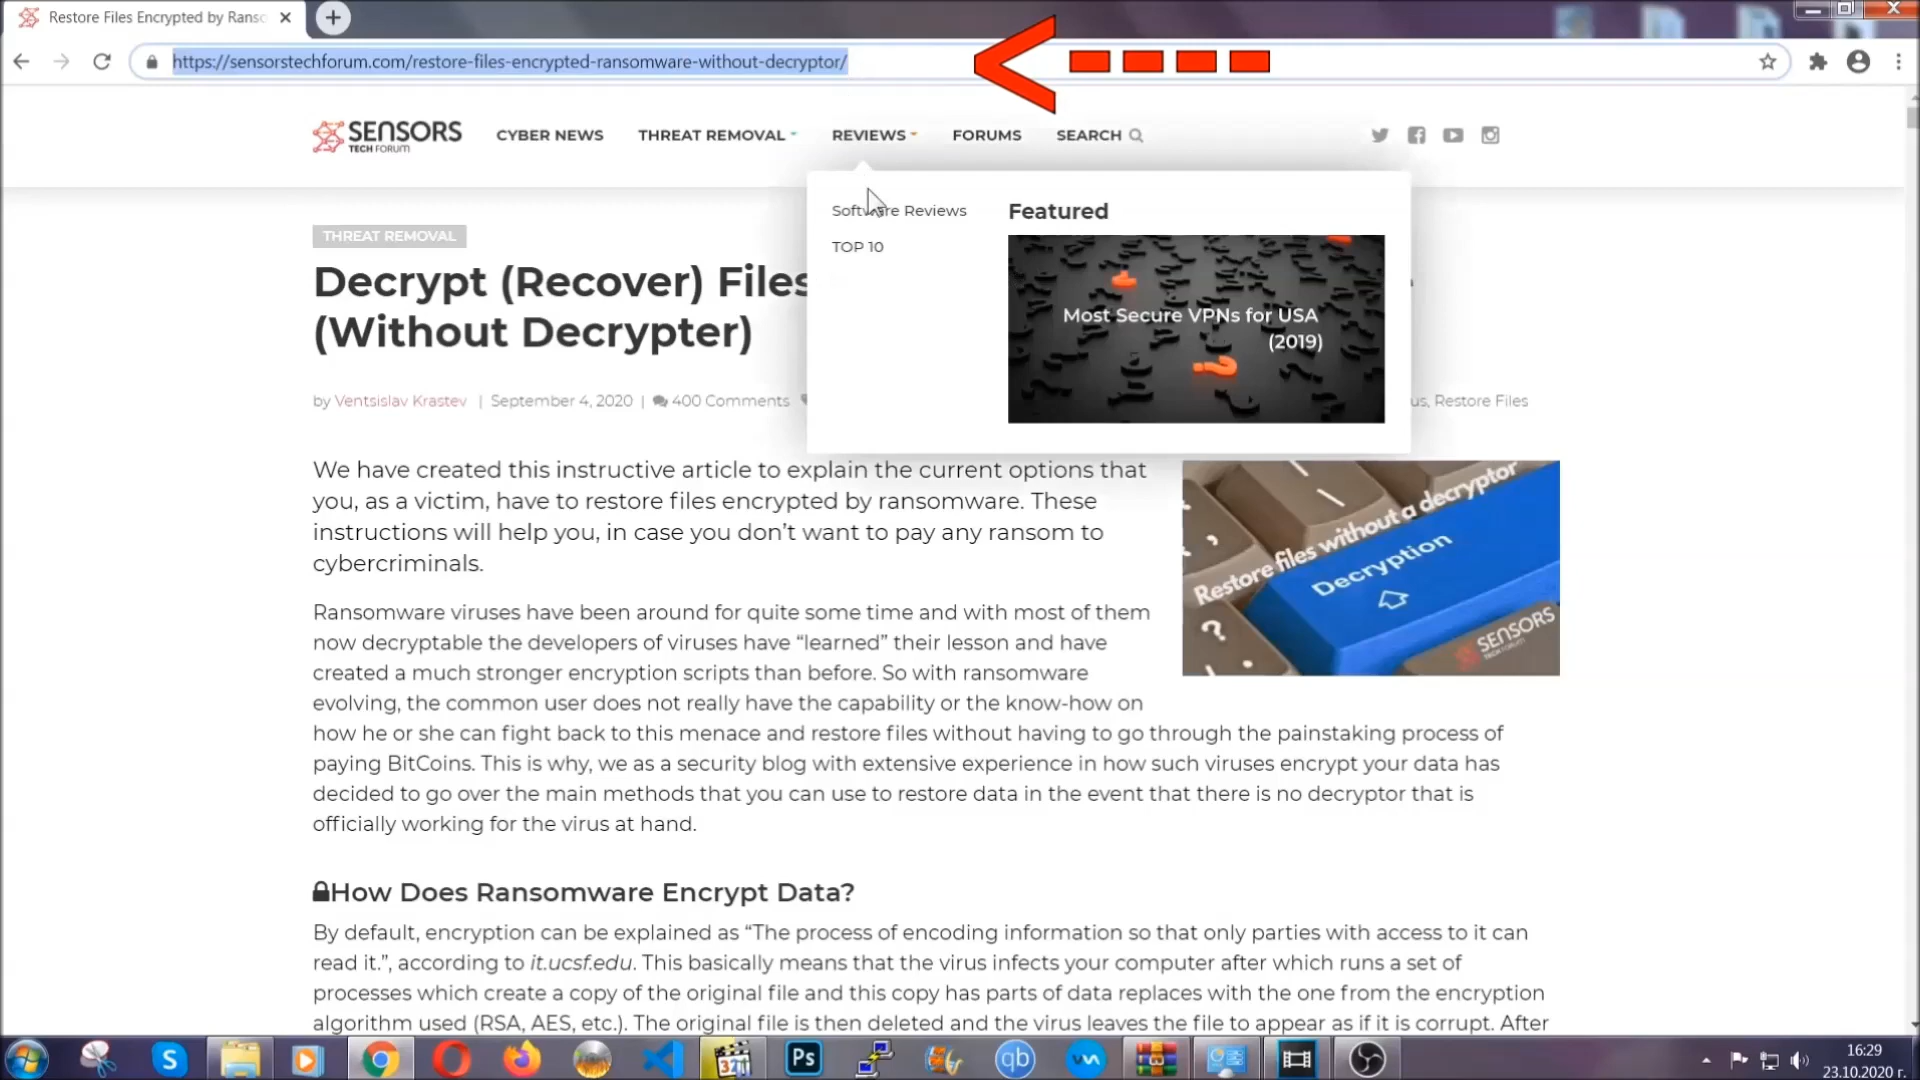 Restore Files Encrypted by Ranso
https://sensorstechforum.com/restore-files-encrypted-ransomware-without-decryptor/
SENSORS
TECH FORUM
CYBER NEWS
THREAT REMOVAL
REVIEWS
FORUMS
SEARCH
Software Reviews
TOP 10
Featured
Most Secure VPNs for USA
(2019)
THREAT REMOVAL
Decrypt (Recover) Files
(Without Decrypter)
by Ventsislav Krastev | September 4, 2020 | 400 Comments
us, Restore Files
We have created this instructive article to explain the current options that
you, as a victim, have to restore files encrypted by ransomware. These
instructions will help you, in case you don't want to pay any ransom to
cybercriminals.
Restore files without a decryptor
Decryption
SENSORS
TECH FORUM
Ransomware viruses have been around for quite some time and with most of them
now decryptable the developers of viruses have “learned” their lesson and have
created a much stronger encryption scripts than before. So with ransomware
evolving, the common user does not really have the capability or the know-how on
how he or she can fight back to this menace and restore files without having to go through the painstaking process of
paying BitCoins. This is why, we as a security blog with extensive experience in how such viruses encrypt your data has
decided to go over the main methods that you can use to restore data in the event that there is no decryptor that is
officially working for the virus at hand.
How Does Ransomware Encrypt Data?
By default, encryption can be explained as “The process of encoding information so that only parties with access to it can
read it.”, according to it.ucsf.edu. This basically means that the virus infects your computer after which runs a set of
processes which create a copy of the original file and this copy has parts of data replaces with the one from the encryption
algorithm used (RSA, AES, etc.). The original file is then deleted and the virus leaves the file to appear as if it is corrupt. After
S
321
Ps
qb
16:29
23.10.2020 г.